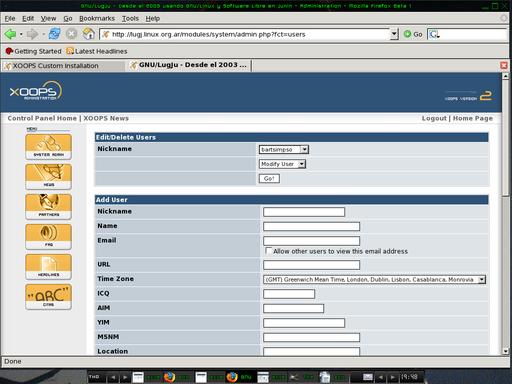 GNU/LugJu - Desde el 2003 usando GNU/Linux y Software Libre en Junin - Administration - Mozilla Firefox Beta 1
File Edit View Go Bookmarks Tools Help
http://lugj.linux.org.ar/modules/system/admin.php?fct=users
Go
Getting Started Latest Headlines
XOOPS Custom Installation
GNU/LugJu - Desde el 2003 ...
XOOPS
ADMINISTRATION
XOOPS VERSION 2
Control Panel Home | XOOPS News
Logout | Home Page
MENU
SYSTEM ADMIN
NEWS
PARTNERS
FAQ
HEADLINES
"ABC"
CITAS
Edit/Delete Users
Nickname
bartsimpso
Modify User
Go!
Add User
Nickname
Name
Email
Allow other users to view this email address
URL
Time Zone
(GMT) Greenwich Mean Time, London, Dublin, Lisbon, Casablanca, Monrovia
ICQ
AIM
YIM
MSNM
Location
Done
19:48